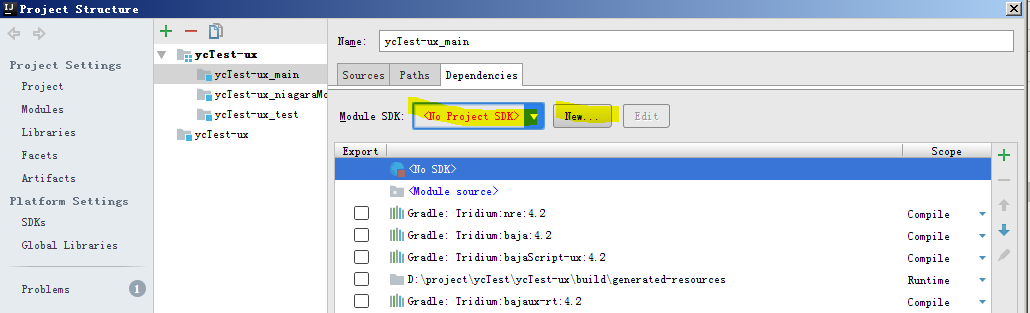 Project Structure
Project Settings
Project
Modules
Libraries
Facets
Artifacts
Platform Settings
SDKs
Global Libraries
Problems
1
ycTest-ux
ycTest-ux_main
ycTest-ux_niagaraMo
ycTest-ux_test
ycTest-ux
Name: ycTest-ux_main
Sources Paths Dependencies
Module SDK: <No Project SDK> New... Edit
Export Scope
<No SDK>
<Module source>
Gradle: Tridium:nre:4.2 Compile
Gradle: Tridium:baja:4.2 Compile
Gradle: Tridium:bajaScript-ux:4.2 Compile
D:\project\ycTest\ycTest-ux\build\generated-resources Runtime
Gradle: Tridium:bajaux-rt:4.2 Compile